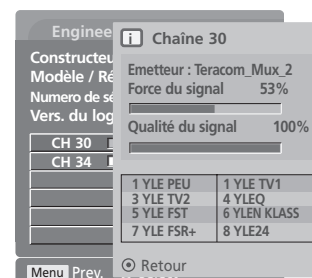 Enginee
Constructeu
Modèle / Ré
Numero de sé
Vers. du log
CH 30
CH 34
Menu Prev.
i Chaîne 30
Emetteur : Teracom_Mux_2
Force du signal 53%
Qualité du signal 100%
1 YLE PEU 1 YLE TV1
3 YLE TV2 4 YLEQ
5 YLE FST 6 YLEN KLASS
7 YLE FSR+ 8 YLE24
Retour